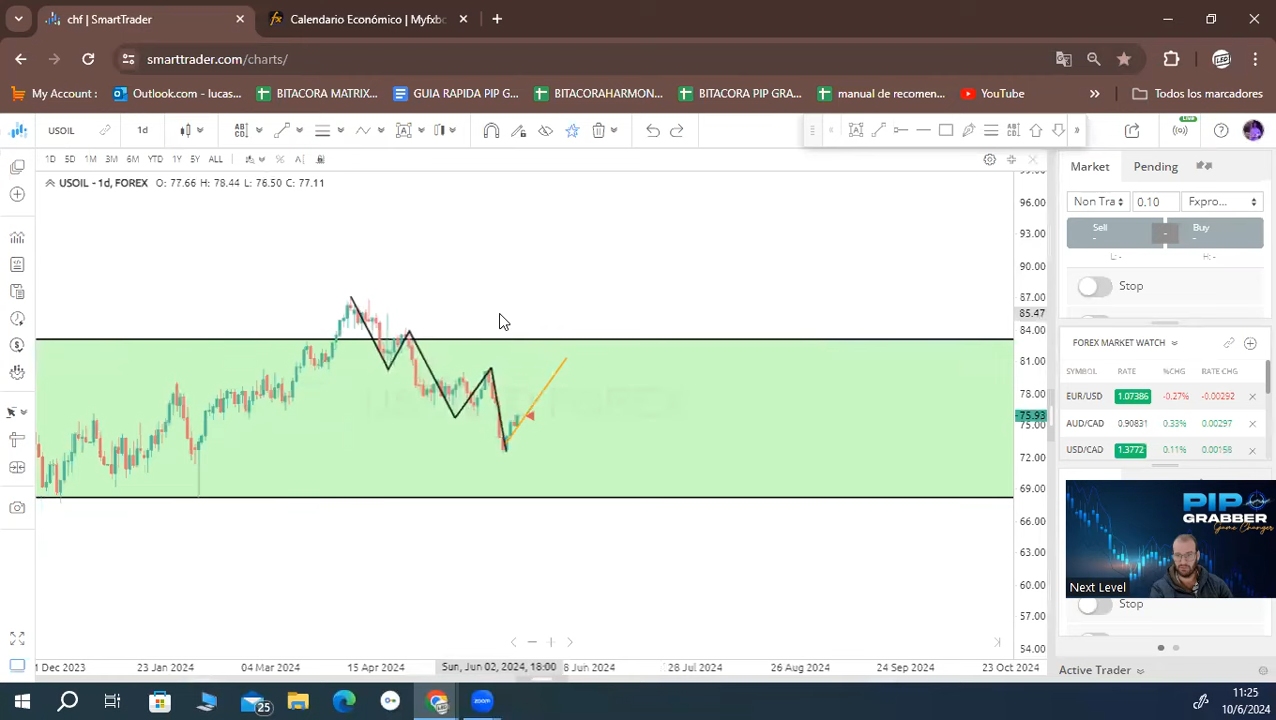 chf | SmartTrader
Calendario Económico | Myfxbo
smarttrader.com/charts/
My Account :
Outlook.com - lucas...
BITACORA MATRIX...
GUIA RAPIDA PIP G...
BITACORAHARMON...
BITACORA PIP GRA...
manual de recomen...
YouTube
Todos los marcadores
USOIL
1d
LIVE
1D 5D 1M 3M 6M YTD 1Y 5Y ALL
USOIL - 1d, FOREX O: 77.66 H: 78.44 L: 76.50 C: 77.11
96.00
93.00
90.00
87.00
85.47
84.00
81.00
78.00
75.93
75.00
72.00
69.00
66.00
63.00
60.00
57.00
54.00
1 Dec 2023 23 Jan 2024 04 Mar 2024 15 Apr 2024 Sun, Jun 02, 2024, 18:00 8 Jun 2024 28 Jul 2024 26 Aug 2024 24 Sep 2024 23 Oct 2024
Market Pending
Non Tra 0.10 Fxpro...
Sell - Buy
L: - H: -
Stop
FOREX MARKET WATCH
SYMBOL RATE %CHG RATE CHG
EUR/USD 1.07386 -0.27% -0.00292
AUD/CAD 0.90831 0.33% 0.00297
USD/CAD 1.3772 0.11% 0.00158
PIP
GRABBER
Game Changer
Next Level
Stop
Active Trader
25
zoom
11:25
10/6/2024